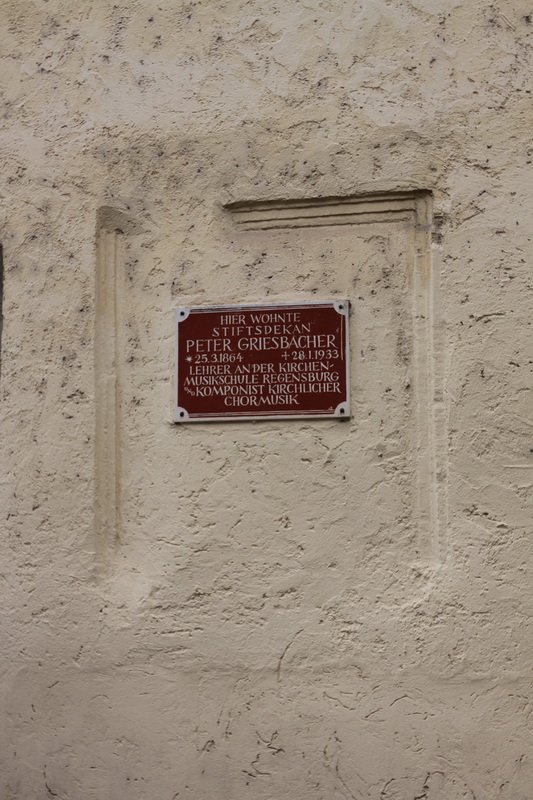 HIER WOHNTE
STIFTSDEKAN
PETER GRIESBACHER
*25.3.1864 +28.1.1933
LEHRER AN DER KIRCHEN-
MUSIKSCHULE REGENSBURG
KOMPONIST KIRCHLICHER
CHORMUSIK